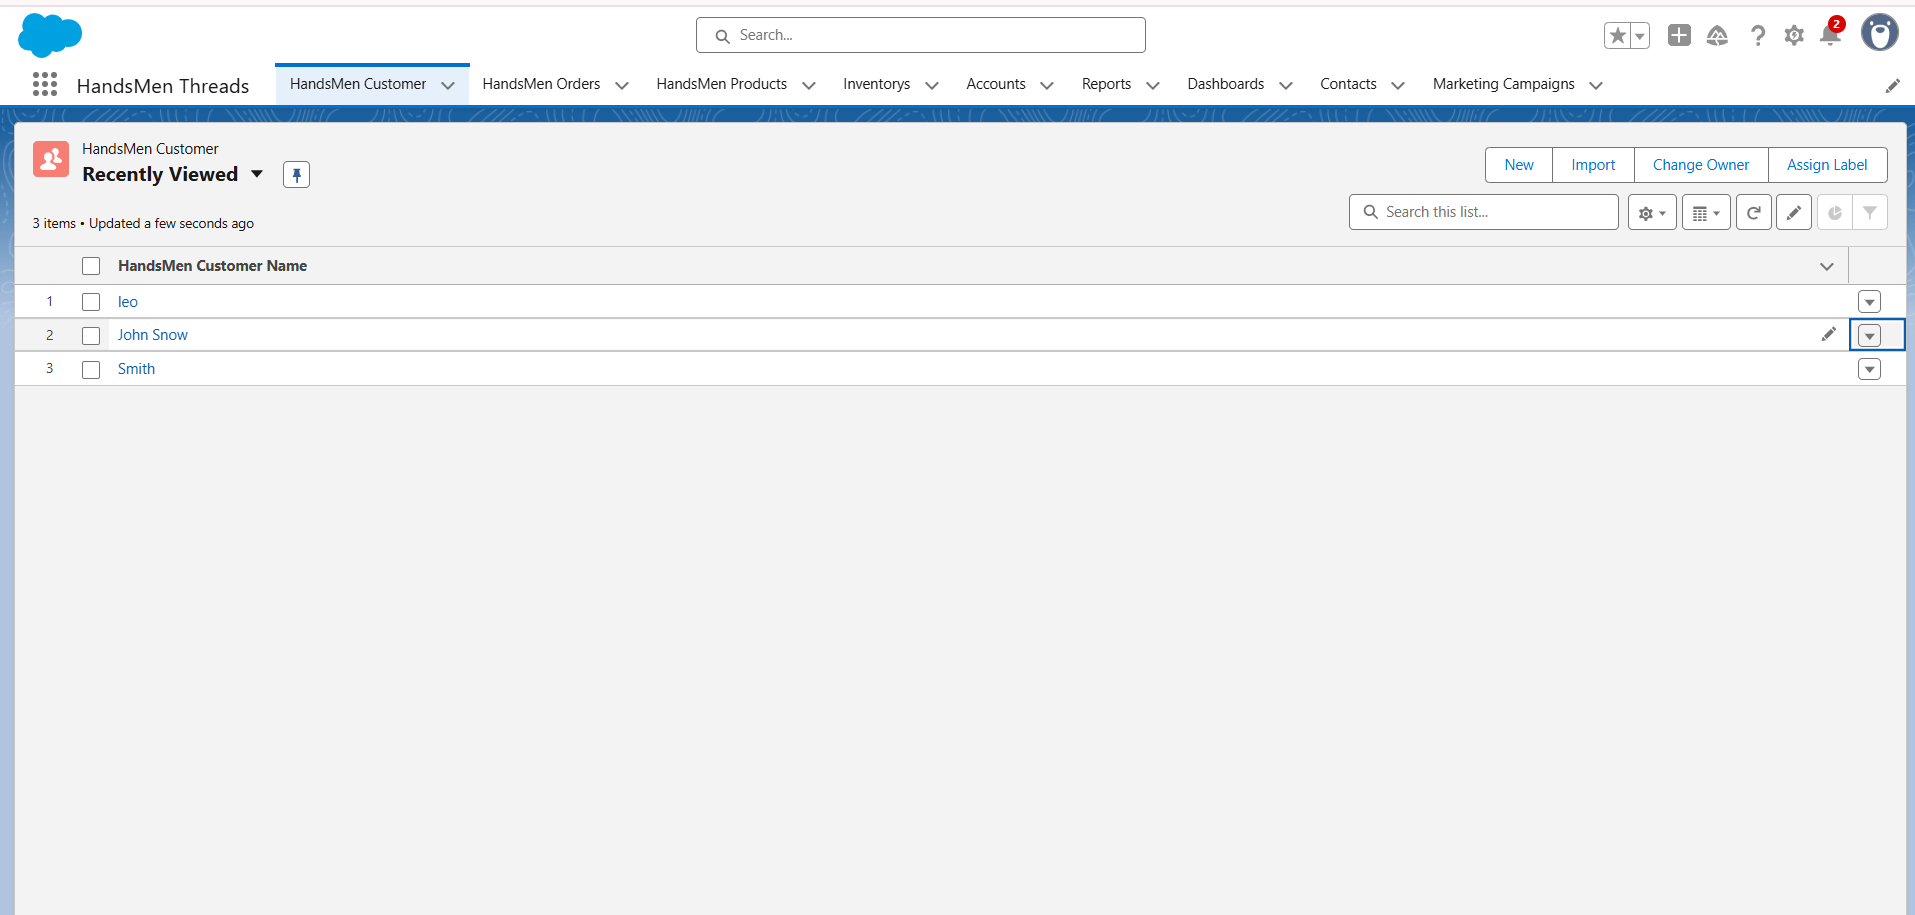 Search...
2
HandsMen Threads
HandsMen Customer
HandsMen Orders
HandsMen Products
Inventorys
Accounts
Reports
Dashboards
Contacts
Marketing Campaigns
HandsMen Customer
Recently Viewed
New
Import
Change Owner
Assign Label
3 items • Updated a few seconds ago
Search this list...
HandsMen Customer Name
1 leo
2 John Snow
3 Smith